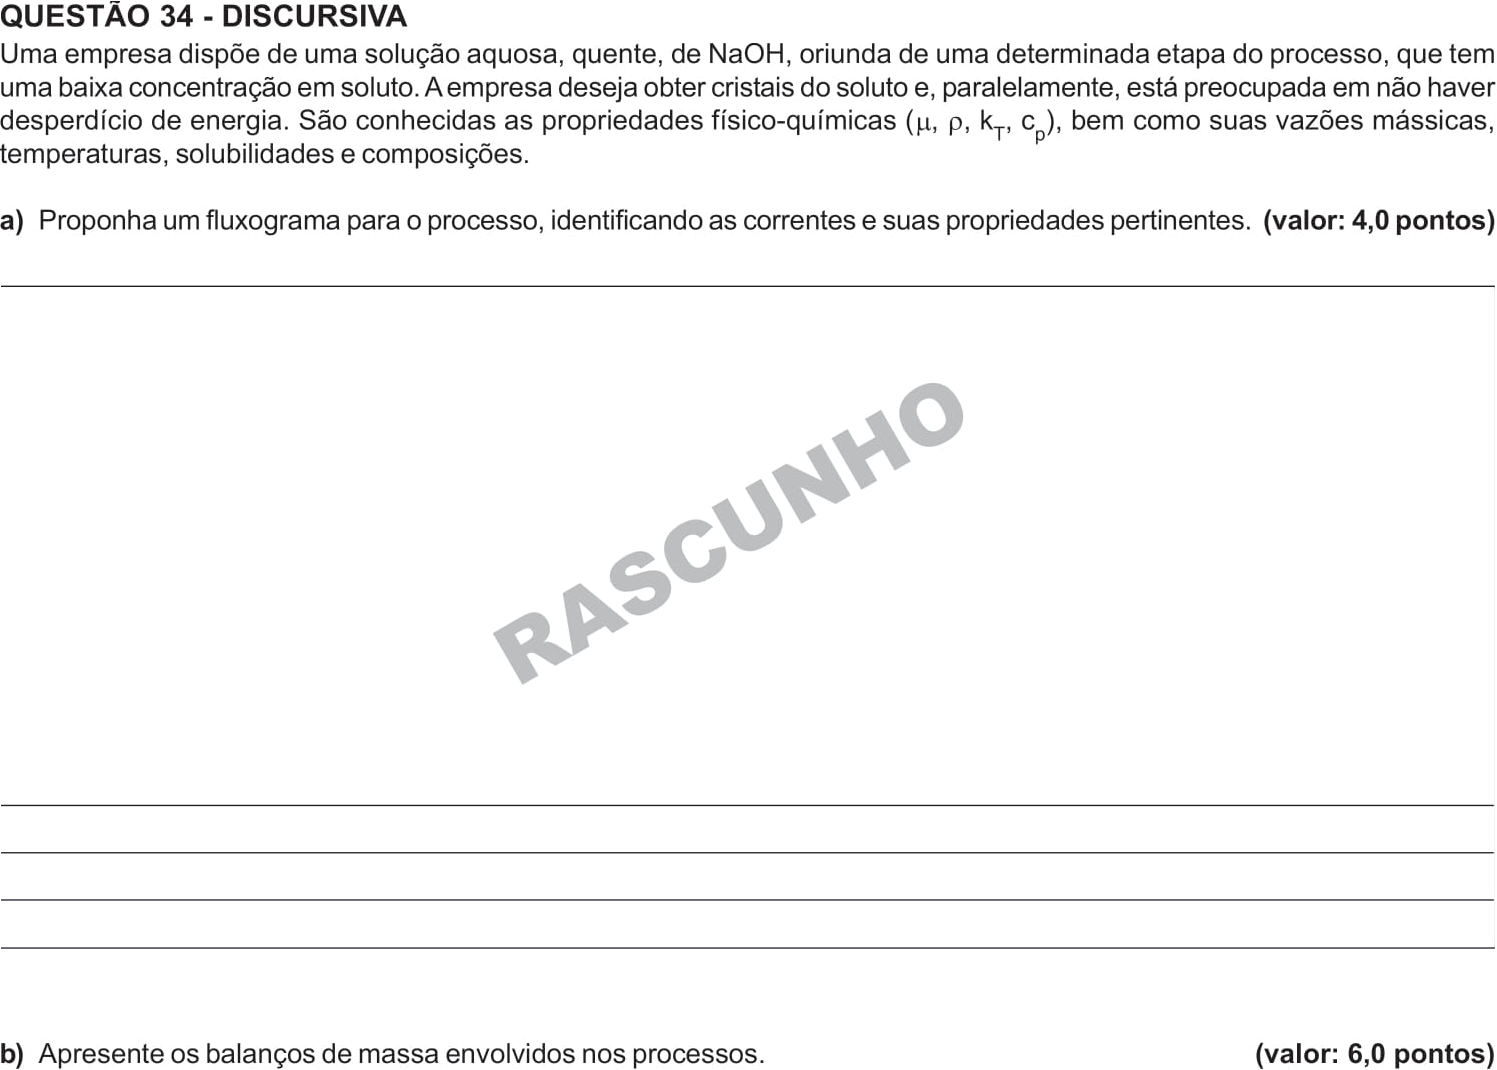 QUESTÃO 34 - DISCURSIVA
Uma empresa dispõe de uma solução aquosa, quente, de NaOH, oriunda de uma determinada etapa do processo, que tem
uma baixa concentração em soluto. A empresa deseja obter cristais do soluto e, paralelamente, está preocupada em não haver
desperdício de energia. São conhecidas as propriedades físico-químicas (μ, ρ, kT, cp), bem como suas vazões mássicas,
temperaturas, solubilidades e composições.
a) Proponha um fluxograma para o processo, identificando as correntes e suas propriedades pertinentes. (valor: 4,0 pontos)
RASCUNHO
b) Apresente os balanços de massa envolvidos nos processos. (valor: 6,0 pontos)